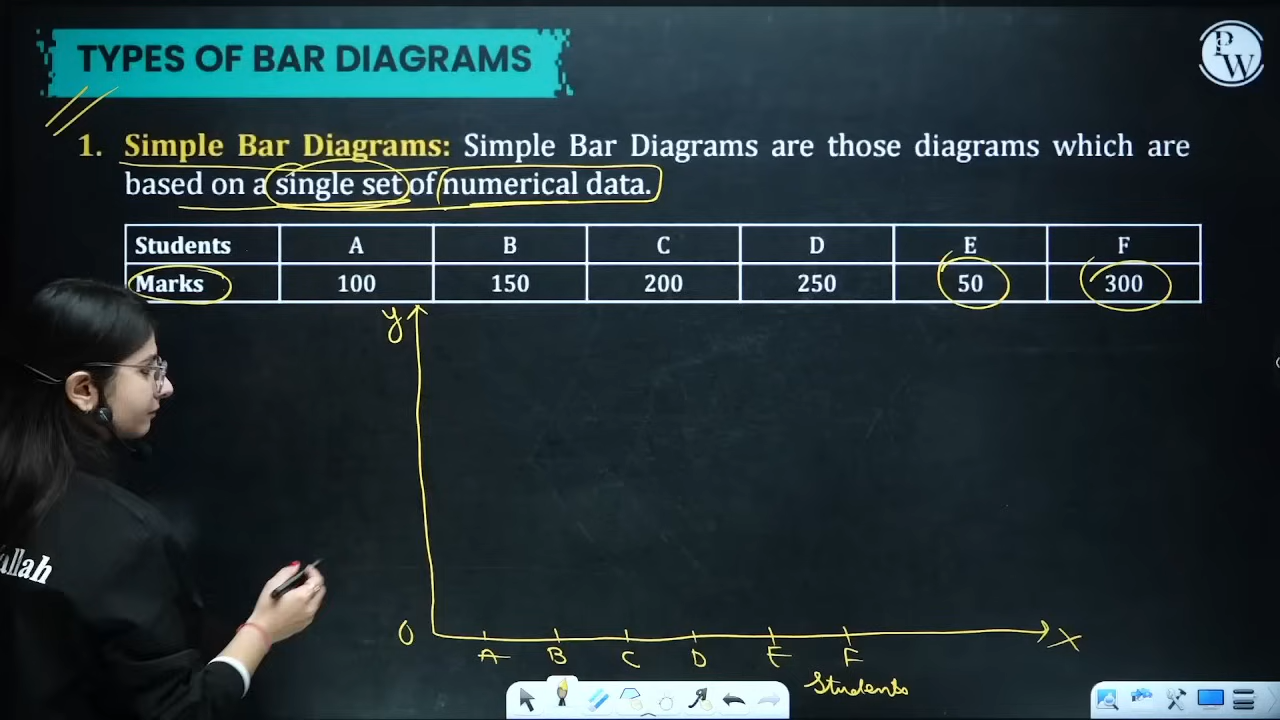 TYPES OF BAR DIAGRAMS
PW
1. Simple Bar Diagrams: Simple Bar Diagrams are those diagrams which are
based on a single set of numerical data.
Students A B C D E F
Marks 100 150 200 250 50 300
y
O X
A B C D E F
Students